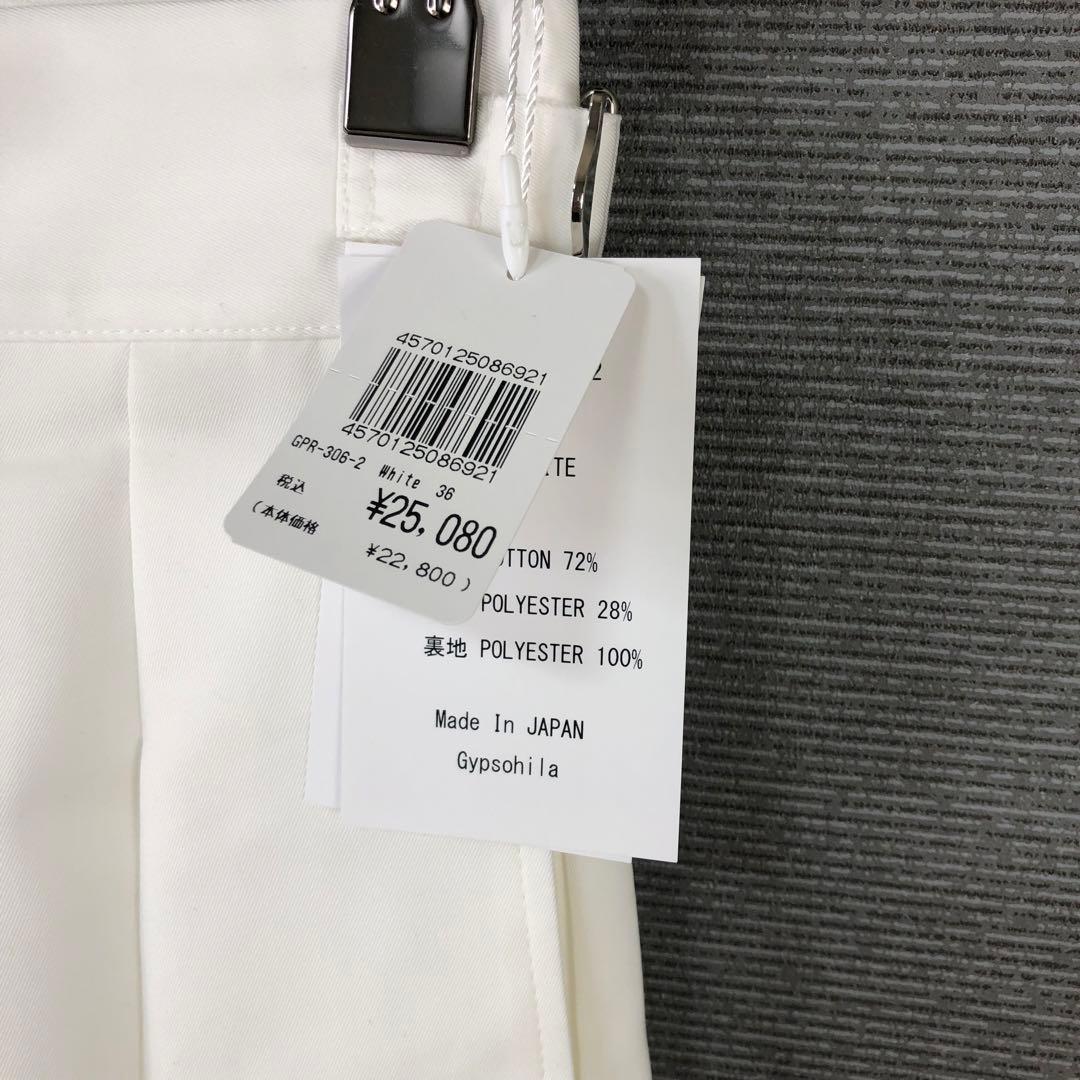 4570125086921
4570125086921
GPR-306-2 White 36
税込 ¥25,080
(本体価格 ¥22,800)
2
ITE
OTTON 72%
POLYESTER 28%
裏地 POLYESTER 100%
Made In JAPAN
Gypsohila